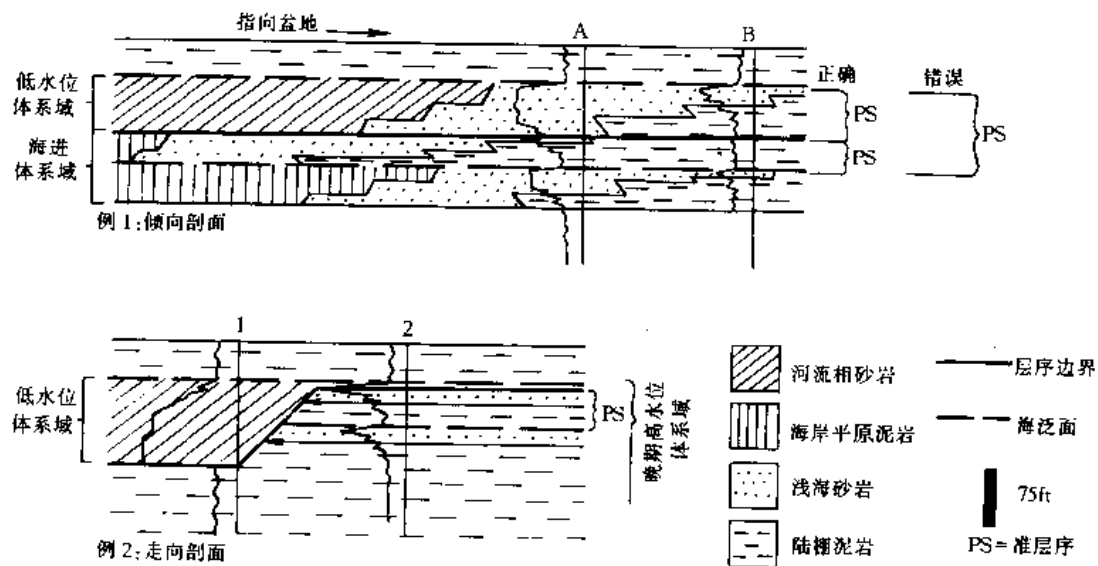 指向盆地
A
B
低水位
体系域
正确
错误
PS
PS
PS
海进
体系域
例 1:倾向剖面
1
2
低水位
体系域
PS
晚期高水位
体系域
例 2:走向剖面
河流相砂岩
海岸平原泥岩
浅海砂岩
陆棚泥岩
层序边界
海泛面
75ft
PS = 准层序